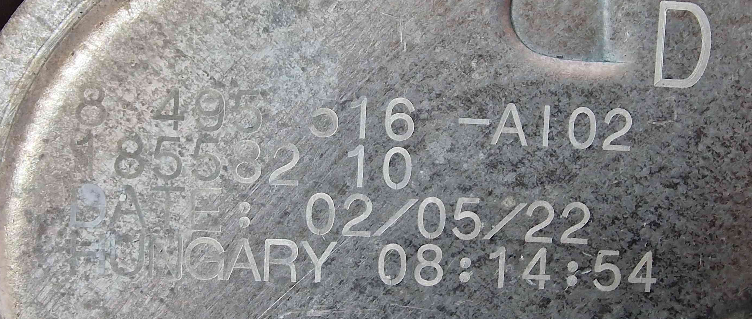 D
8 495 516 -AI02
185582 10
DATE: 02/05/22
HUNGARY 08:14:54